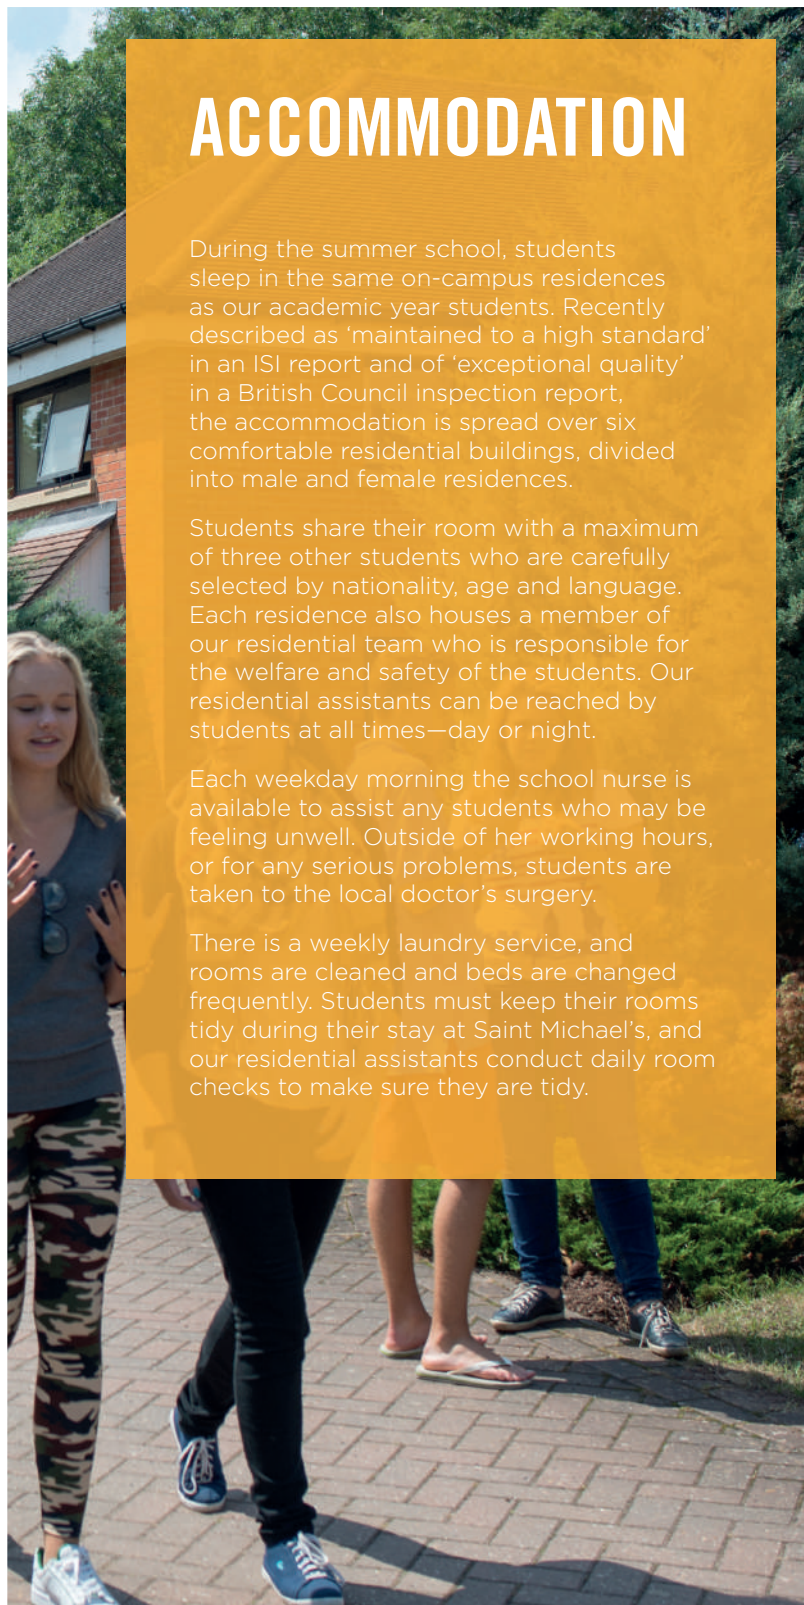 ACCOMMODATION
During the summer school, students
sleep in the same on-campus residences
as our academic year students. Recently
described as ‘maintained to a high standard’
in an ISI report and of ‘exceptional quality’
in a British Council inspection report,
the accommodation is spread over six
comfortable residential buildings, divided
into male and female residences.
Students share their room with a maximum
of three other students who are carefully
selected by nationality, age and language.
Each residence also houses a member of
our residential team who is responsible for
the welfare and safety of the students. Our
residential assistants can be reached by
students at all times—day or night.
Each weekday morning the school nurse is
available to assist any students who may be
feeling unwell. Outside of her working hours,
or for any serious problems, students are
taken to the local doctor’s surgery.
There is a weekly laundry service, and
rooms are cleaned and beds are changed
frequently. Students must keep their rooms
tidy during their stay at Saint Michael’s, and
our residential assistants conduct daily room
checks to make sure they are tidy.